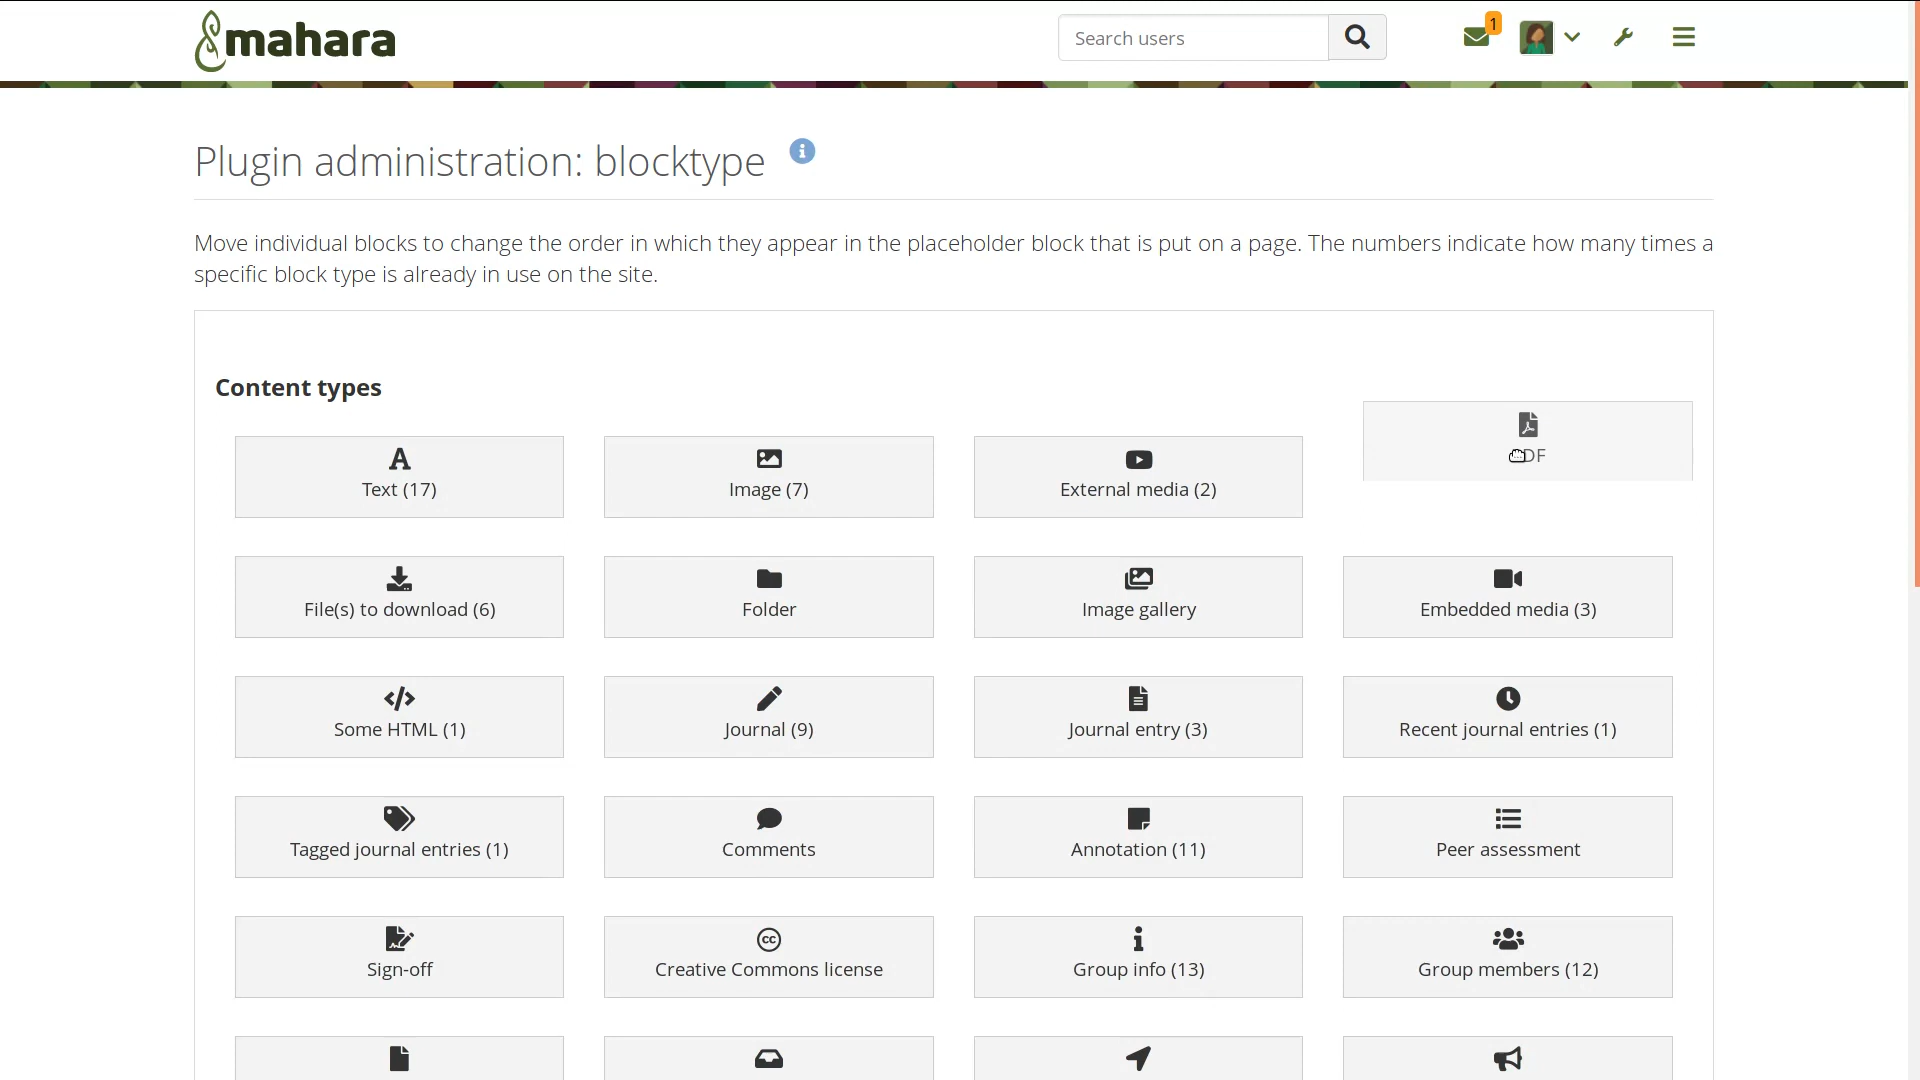 mahara
Search users
1
Plugin administration: blocktype
Move individual blocks to change the order in which they appear in the placeholder block that is put on a page. The numbers indicate how many times a
specific block type is already in use on the site.
Content types
Text (17)
Image (7)
External media (2)
File(s) to download (6)
Folder
Image gallery
Embedded media (3)
Some HTML (1)
Journal (9)
Journal entry (3)
Recent journal entries (1)
Tagged journal entries (1)
Comments
Annotation (11)
Peer assessment
Sign-off
Creative Commons license
Group info (13)
Group members (12)